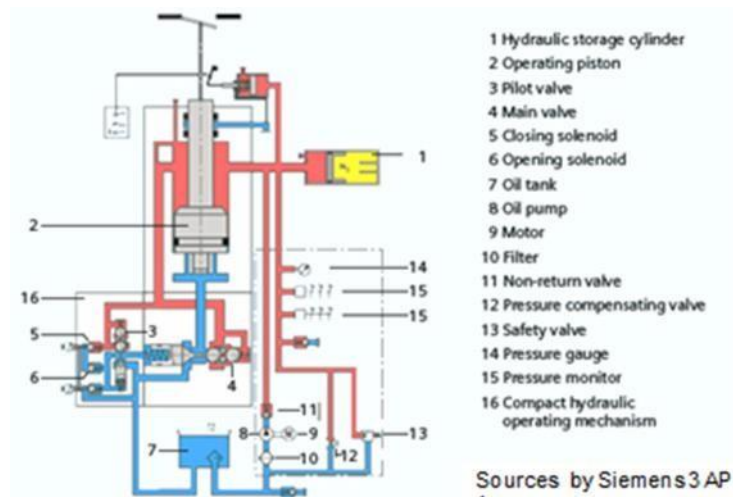 1 Hydraulic storage cylinder
2 Operating piston
3 Pilot valve
4 Main valve
5 Closing solenoid
6 Opening solenoid
7 Oil tank
8 Oil pump
9 Motor
10 Filter
11 Non-return valve
12 Pressure compensating valve
13 Safety valve
14 Pressure gauge
15 Pressure monitor
16 Compact hydraulic
operating mechanism
Sources by Siemens 3 AP
1
2
14
16
15
3
15
5
6
4
11
8
9
13
7
12
10